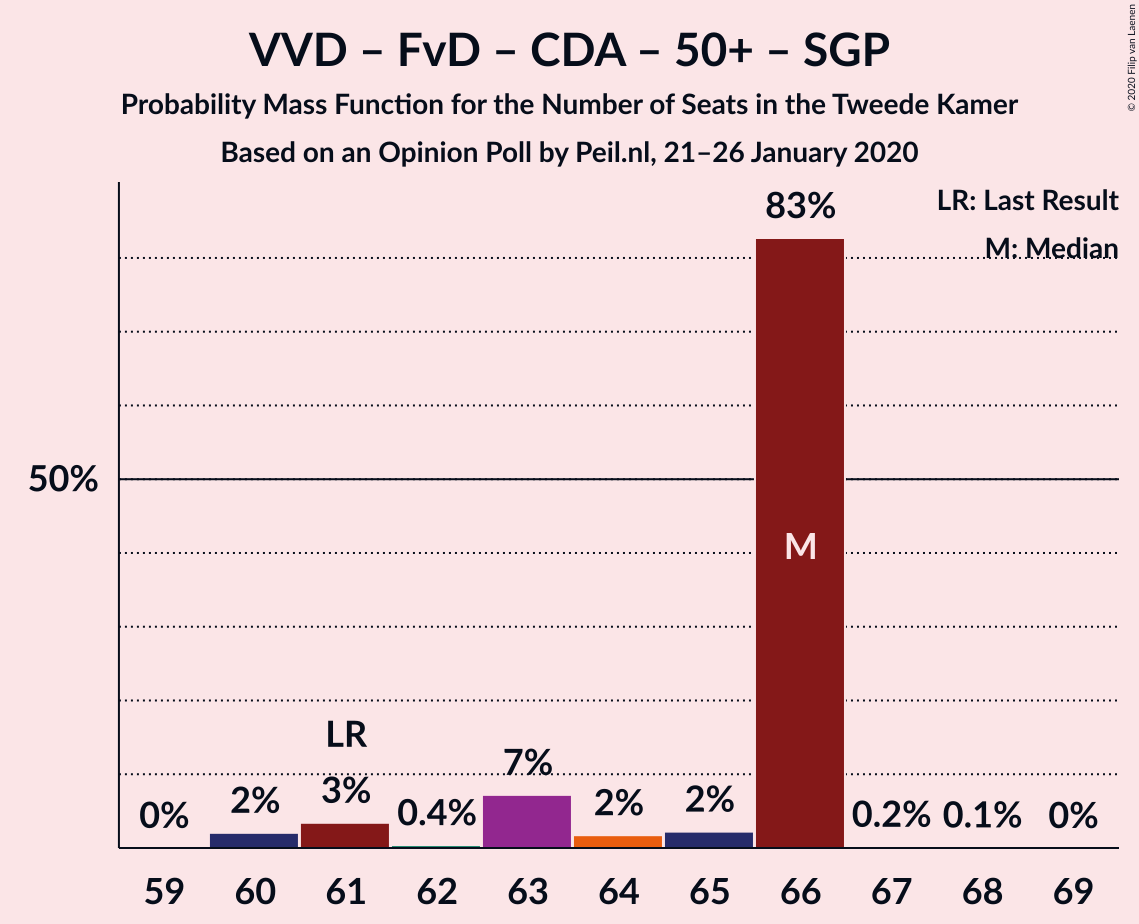 VVD – FvD – CDA – 50+ – SGP
Probability Mass Function for the Number of Seats in the Tweede Kamer
Based on an Opinion Poll by Peil.nl, 21–26 January 2020
© 2020 Filip van Laenen
LR: Last Result
M: Median
83%
50%
M
LR
0% 2% 3% 0.4% 7% 2% 2% 0.2% 0.1% 0%
59 60 61 62 63 64 65 66 67 68 69